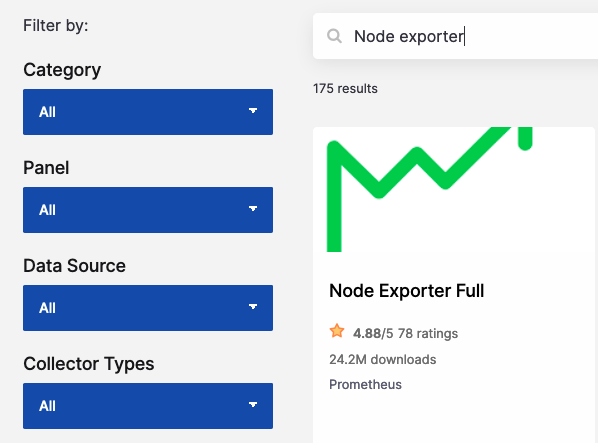 Filter by:
Category
All
Panel
All
Data Source
All
Collector Types
All
Node exporter
175 results
Node Exporter Full
4.88/5 78 ratings
24.2M downloads
Prometheus